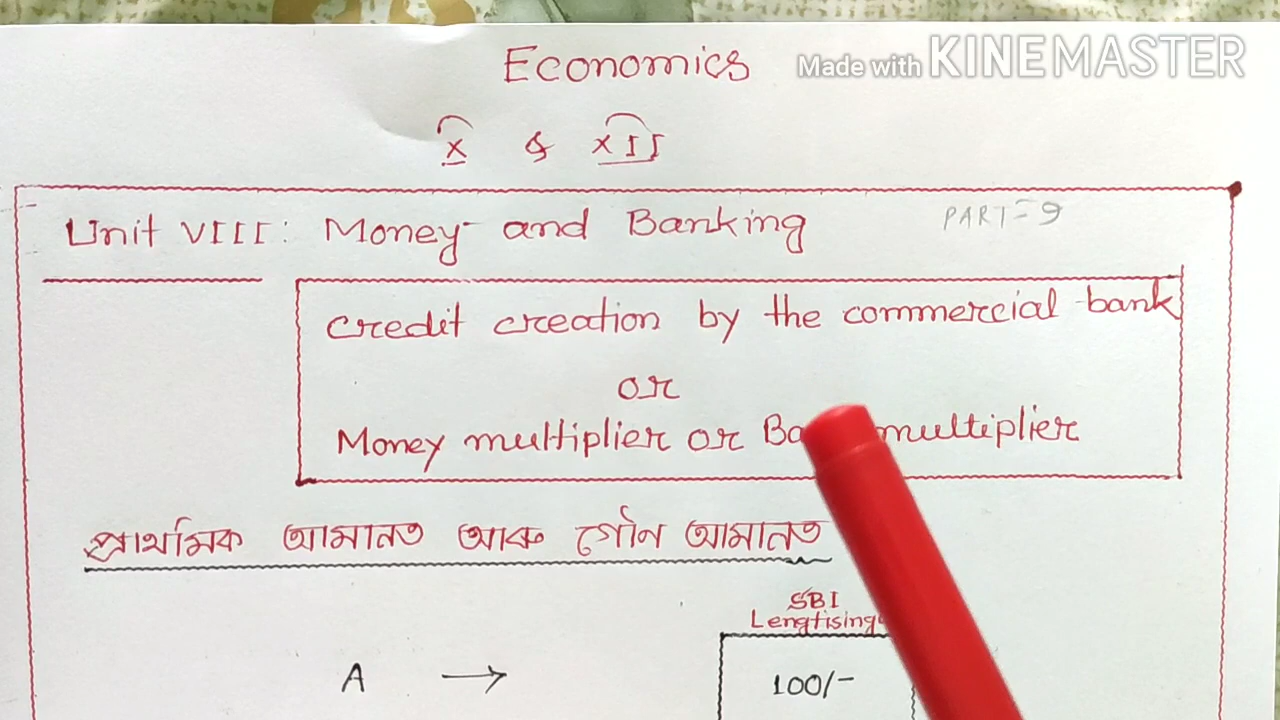 Economics
Made with KINEMASTER
X & XII
Unit VIII: Money and Banking
PART-9
Credit creation by the commercial bank
or
Money multiplier or multiplier
প্ৰাথমিক আমানত আৰু গৌন আমানত
SBI
A → 100/-